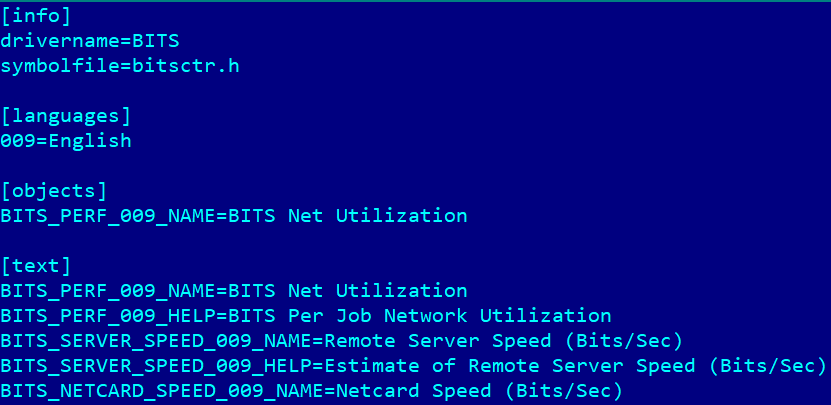 [info]
drivername=BITS
symbolfile=bitsctr.h
[languages]
009=English
[objects]
BITS_PERF_009_NAME=BITS Net Utilization
[text]
BITS_PERF_009_NAME=BITS Net Utilization
BITS_PERF_009_HELP=BITS Per Job Network Utilization
BITS_SERVER_SPEED_009_NAME=Remote Server Speed (Bits/Sec)
BITS_SERVER_SPEED_009_HELP=Estimate of Remote Server Speed (Bits/Sec)
BITS_NETCARD_SPEED_009_NAME=Netcard Speed (Bits/Sec)